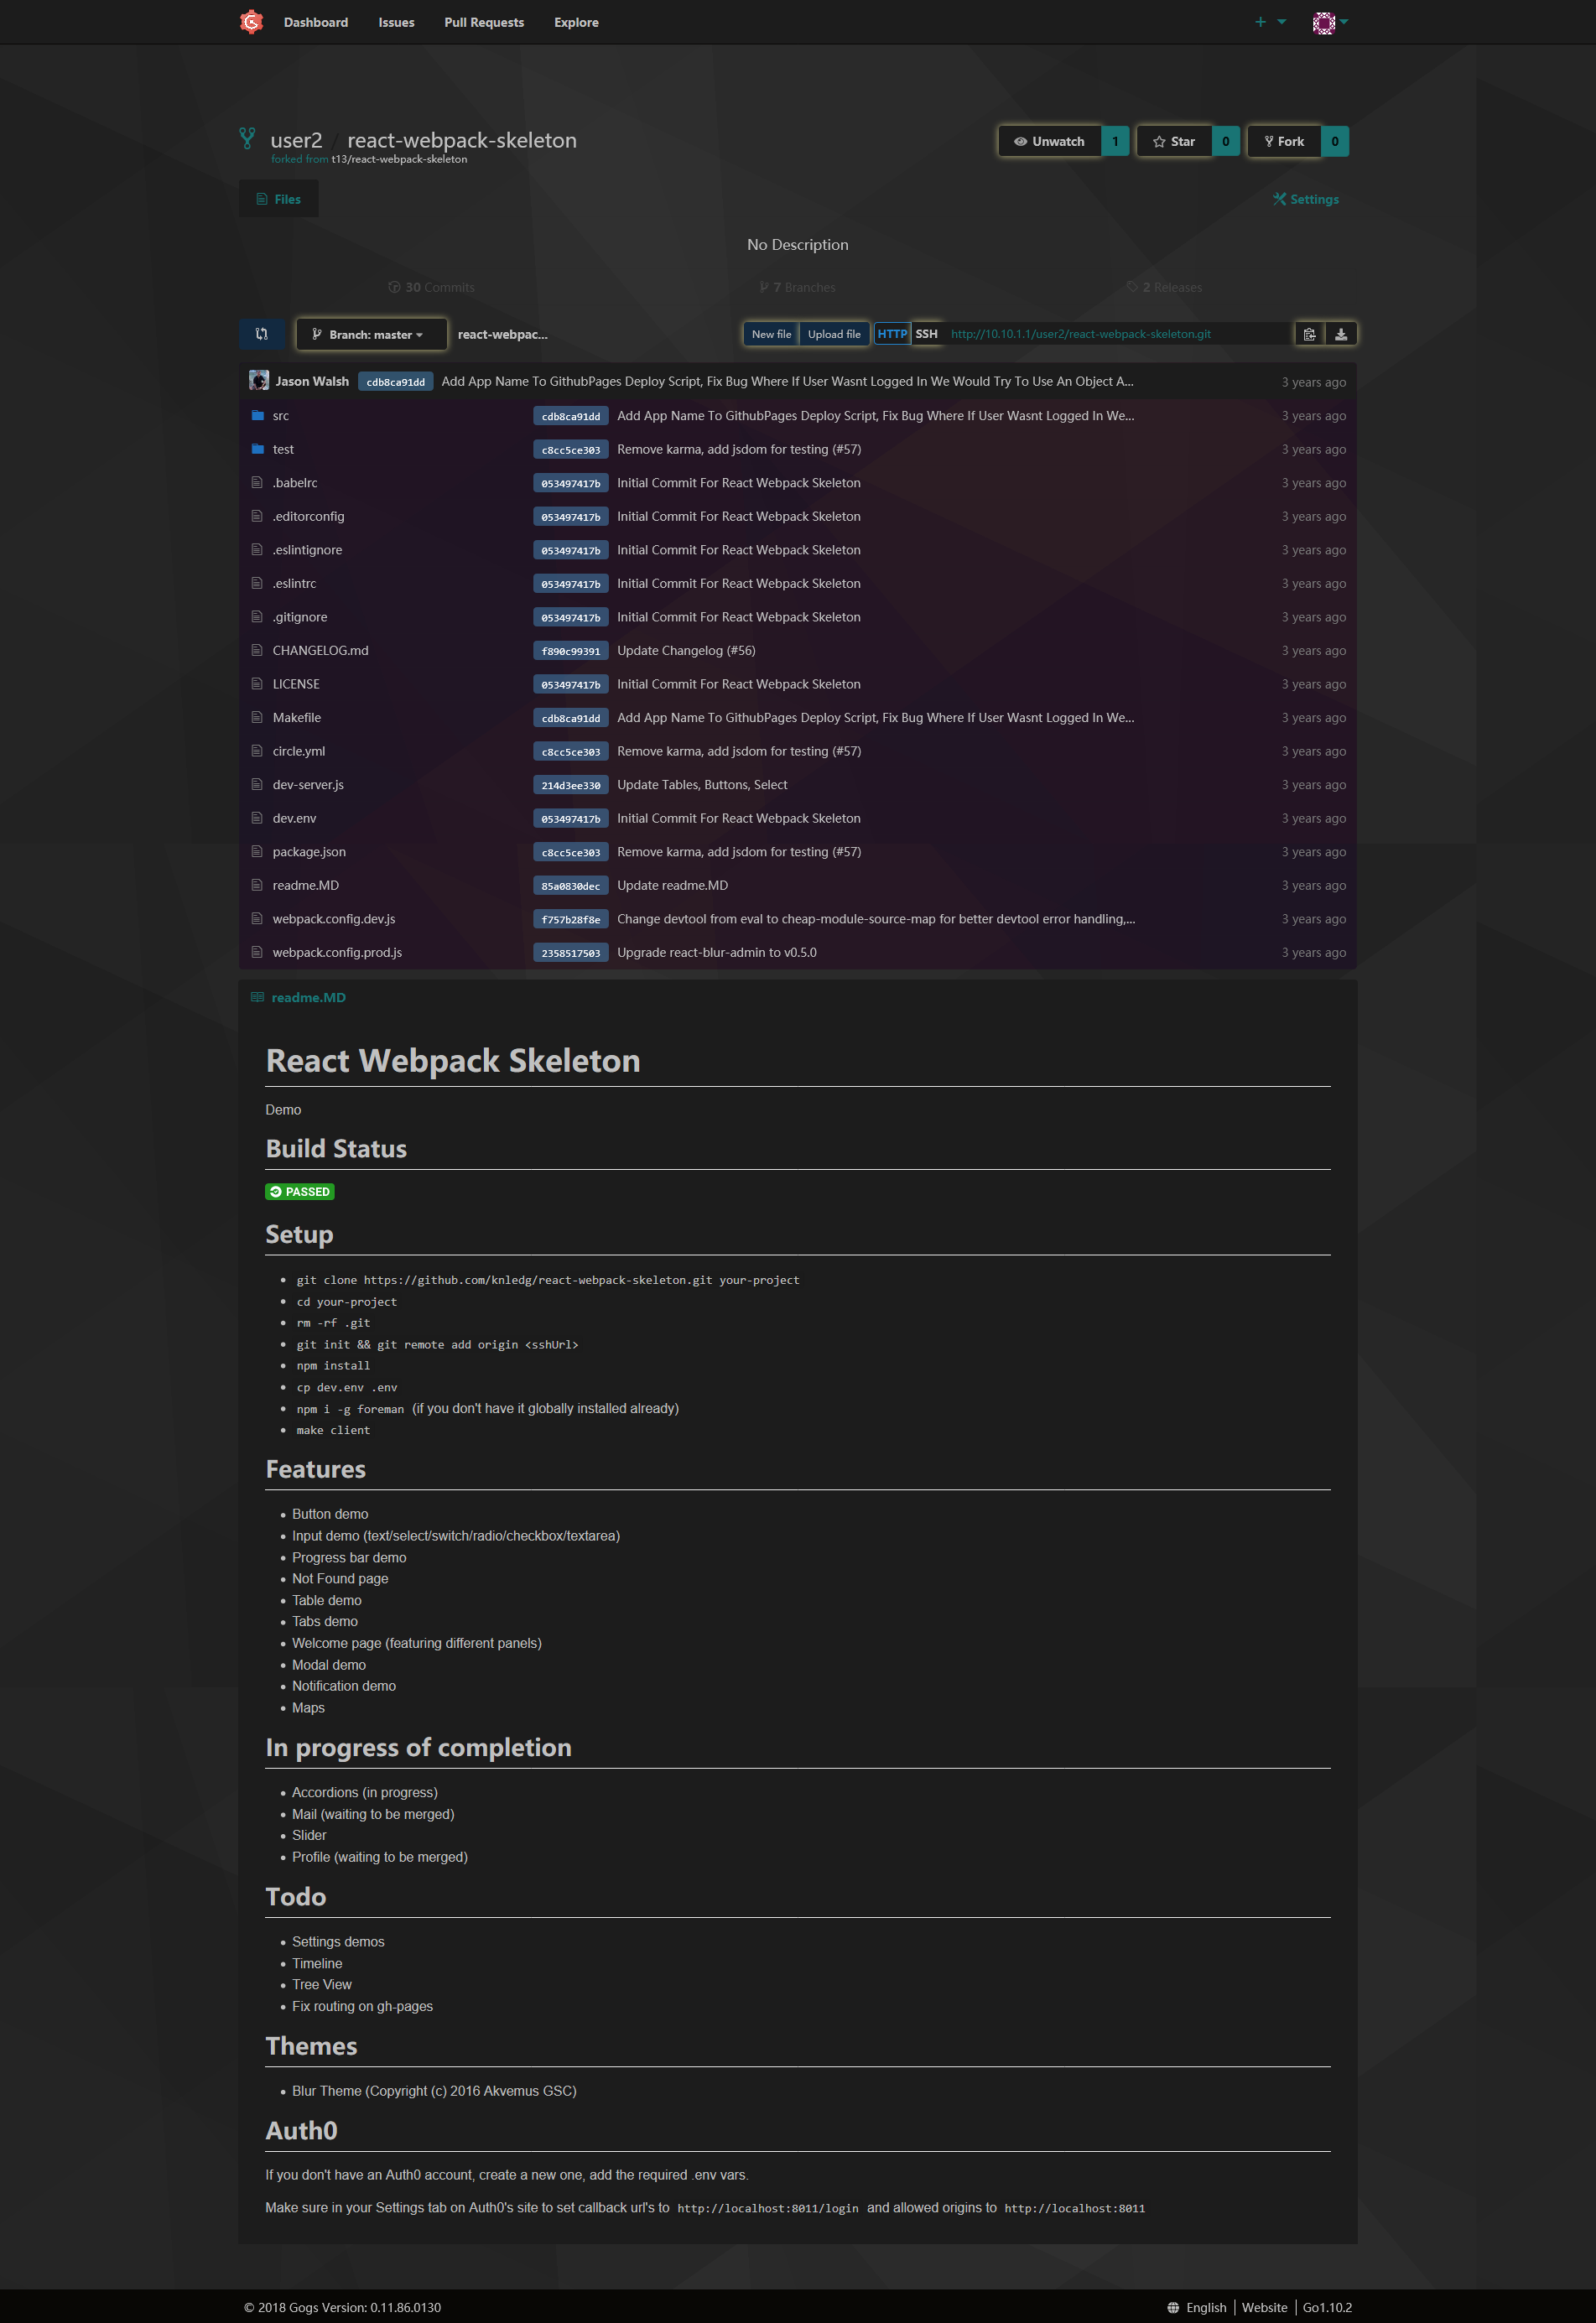 Dashboard Issues Pull Requests Explore
user2 / react-webpack-skeleton Unwatch 1 Star 0 Fork 0
forked from t13/react-webpack-skeleton
Files Settings
No Description
30 Commits 7 Branches 2 Releases
Branch: master react-webpac... New file Upload file HTTP SSH http://10.10.1.1/user2/react-webpack-skeleton.git
Jason Walsh cdb8ca91dd Add App Name To GithubPages Deploy Script, Fix Bug Where If User Wasnt Logged In We Would Try To Use An Object A... 3 years ago
src cdb8ca91dd Add App Name To GithubPages Deploy Script, Fix Bug Where If User Wasnt Logged In We... 3 years ago
test c8cc5ce303 Remove karma, add jsdom for testing (#57) 3 years ago
.babelrc 053497417b Initial Commit For React Webpack Skeleton 3 years ago
.editorconfig 053497417b Initial Commit For React Webpack Skeleton 3 years ago
.eslintignore 053497417b Initial Commit For React Webpack Skeleton 3 years ago
.eslintrc 053497417b Initial Commit For React Webpack Skeleton 3 years ago
.gitignore 053497417b Initial Commit For React Webpack Skeleton 3 years ago
CHANGELOG.md f890c99391 Update Changelog (#56) 3 years ago
LICENSE 053497417b Initial Commit For React Webpack Skeleton 3 years ago
Makefile cdb8ca91dd Add App Name To GithubPages Deploy Script, Fix Bug Where If User Wasnt Logged In We... 3 years ago
circle.yml c8cc5ce303 Remove karma, add jsdom for testing (#57) 3 years ago
dev-server.js 214d3ee330 Update Tables, Buttons, Select 3 years ago
dev.env 053497417b Initial Commit For React Webpack Skeleton 3 years ago
package.json c8cc5ce303 Remove karma, add jsdom for testing (#57) 3 years ago
readme.MD 85a0830dec Update readme.MD 3 years ago
webpack.config.dev.js f757b28f8e Change devtool from eval to cheap-module-source-map for better devtool error handling,... 3 years ago
webpack.config.prod.js 2358517503 Upgrade react-blur-admin to v0.5.0 3 years ago
readme.MD
React Webpack Skeleton
Demo
Build Status
PASSED
Setup
• git clone https://github.com/knledg/react-webpack-skeleton.git your-project
• cd your-project
• rm -rf .git
• git init && git remote add origin <sshUrl>
• npm install
• cp dev.env .env
• npm i -g foreman (if you don't have it globally installed already)
• make client
Features
• Button demo
• Input demo (text/select/switch/radio/checkbox/textarea)
• Progress bar demo
• Not Found page
• Table demo
• Tabs demo
• Welcome page (featuring different panels)
• Modal demo
• Notification demo
• Maps
In progress of completion
• Accordions (in progress)
• Mail (waiting to be merged)
• Slider
• Profile (waiting to be merged)
Todo
• Settings demos
• Timeline
• Tree View
• Fix routing on gh-pages
Themes
• Blur Theme (Copyright (c) 2016 Akvemus GSC)
Auth0
If you don't have an Auth0 account, create a new one, add the required .env vars.
Make sure in your Settings tab on Auth0's site to set callback url's to http://localhost:8011/login and allowed origins to http://localhost:8011
© 2018 Gogs Version: 0.11.86.0130 English Website Go1.10.2